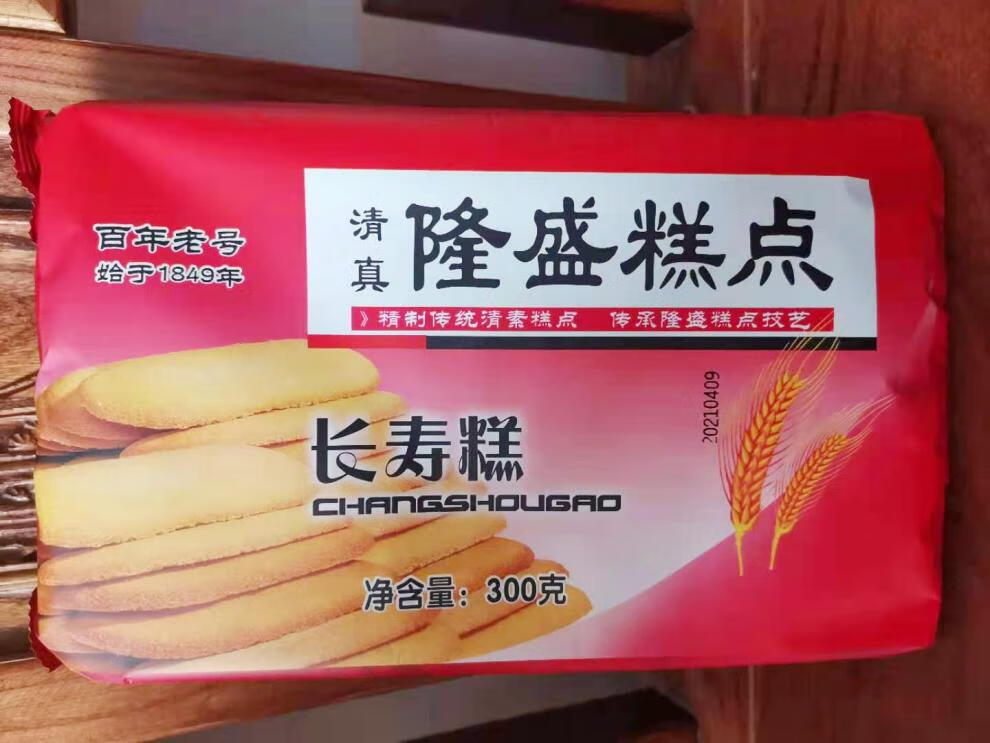 百年老号
始于1849年
清真
隆盛糕点
》精制传统清素糕点 传承隆盛糕点技艺
20210409
长寿糕
CHANGSHOUGAO
净含量：300克